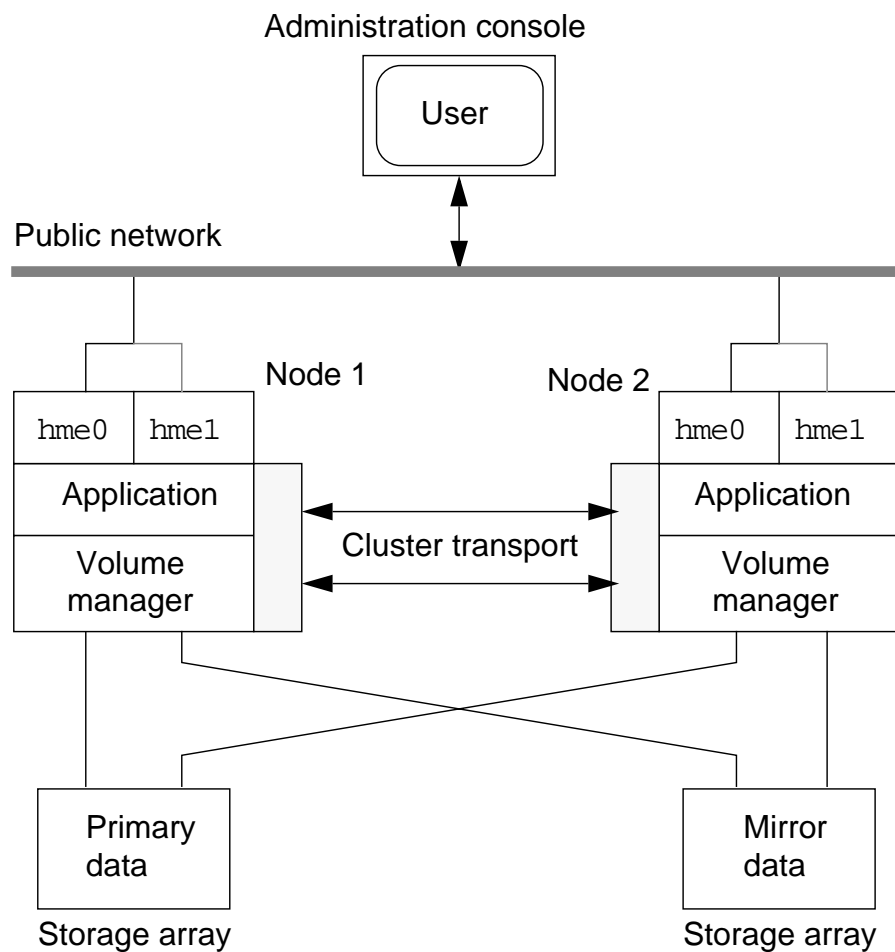 Administration console
User
Public network
Node 1
Node 2
hme0
hme1
hme0
hme1
Application
Application
Cluster transport
Volume
manager
Volume
manager
Primary
data
Mirror
data
Storage array
Storage array